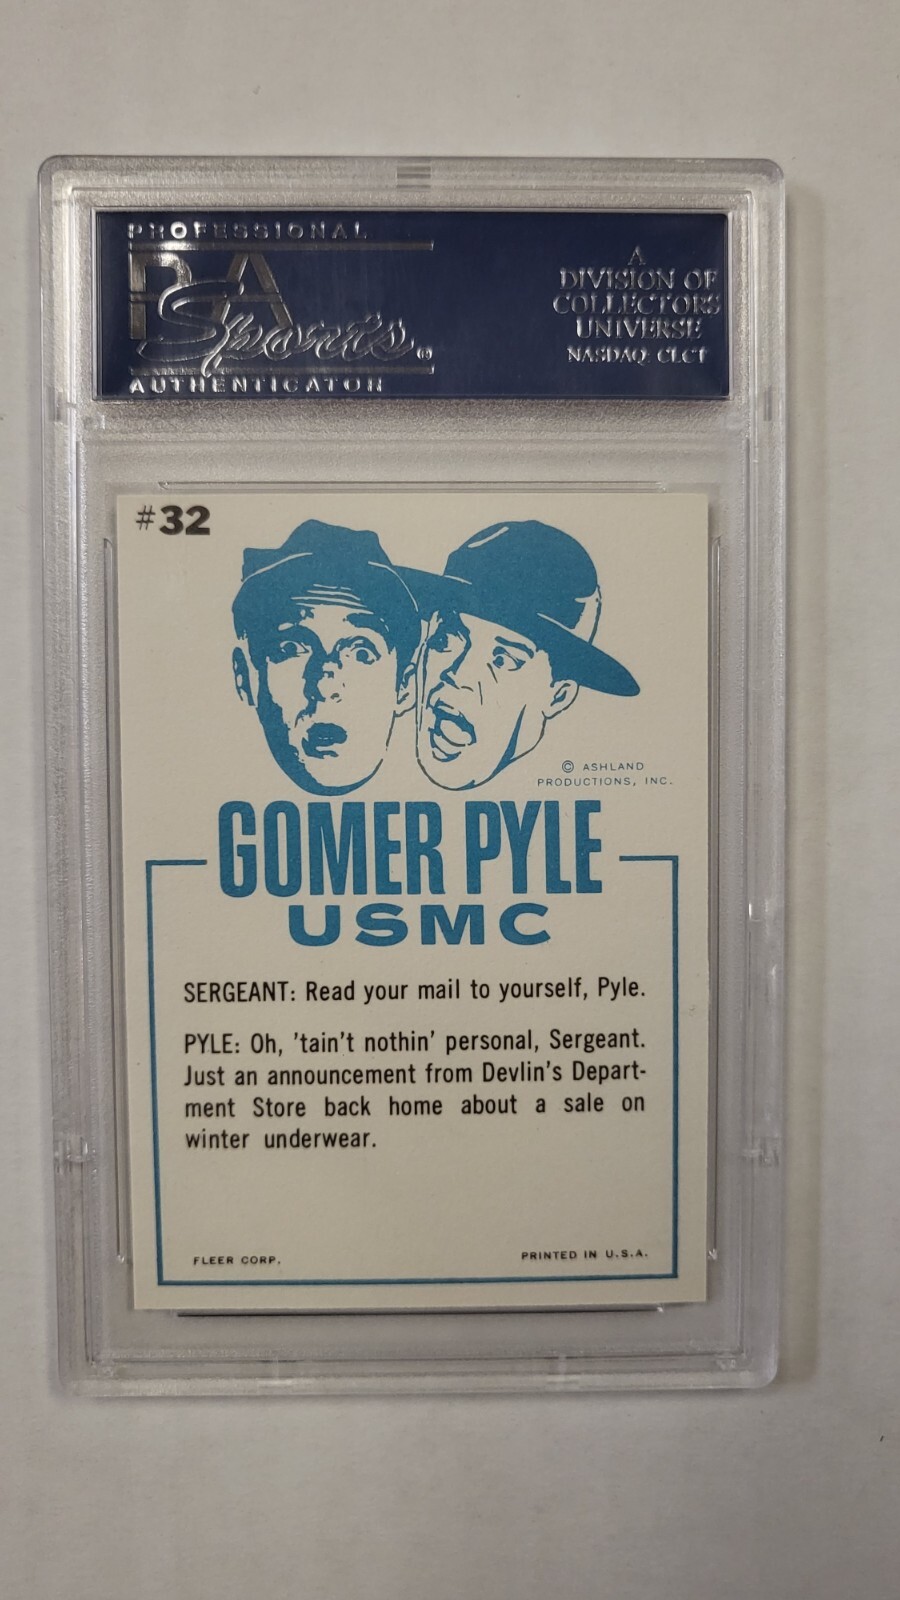 PROFESSIONAL
PSA
Sports®
AUTHENTICATOR
A
DIVISION OF
COLLECTORS
UNIVERSE
NASDAQ: CLCT
#32
© ASHLAND
PRODUCTIONS, INC.
GOMER PYLE
USMC
SERGEANT: Read your mail to yourself, Pyle.
PYLE: Oh, 'tain't nothin' personal, Sergeant.
Just an announcement from Devlin's Depart-
ment Store back home about a sale on
winter underwear.
FLEER CORP.
PRINTED IN U.S.A.